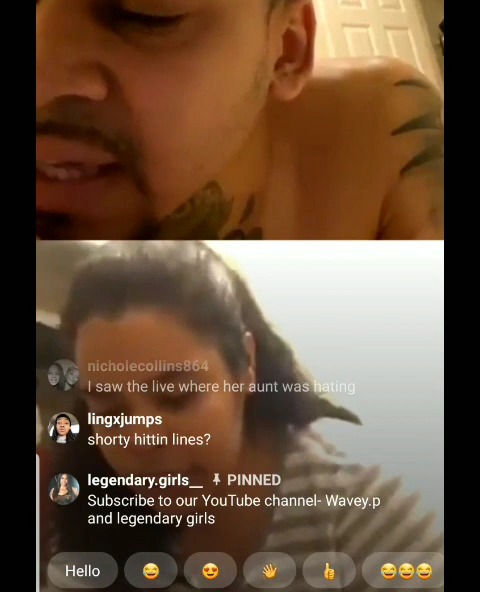 nicholecollins864
I saw the live where her aunt was hating
lingxjumps
shorty hittin lines?
legendary.girls__ PINNED
Subscribe to our YouTube channel- Wavey.p
and legendary girls
Hello